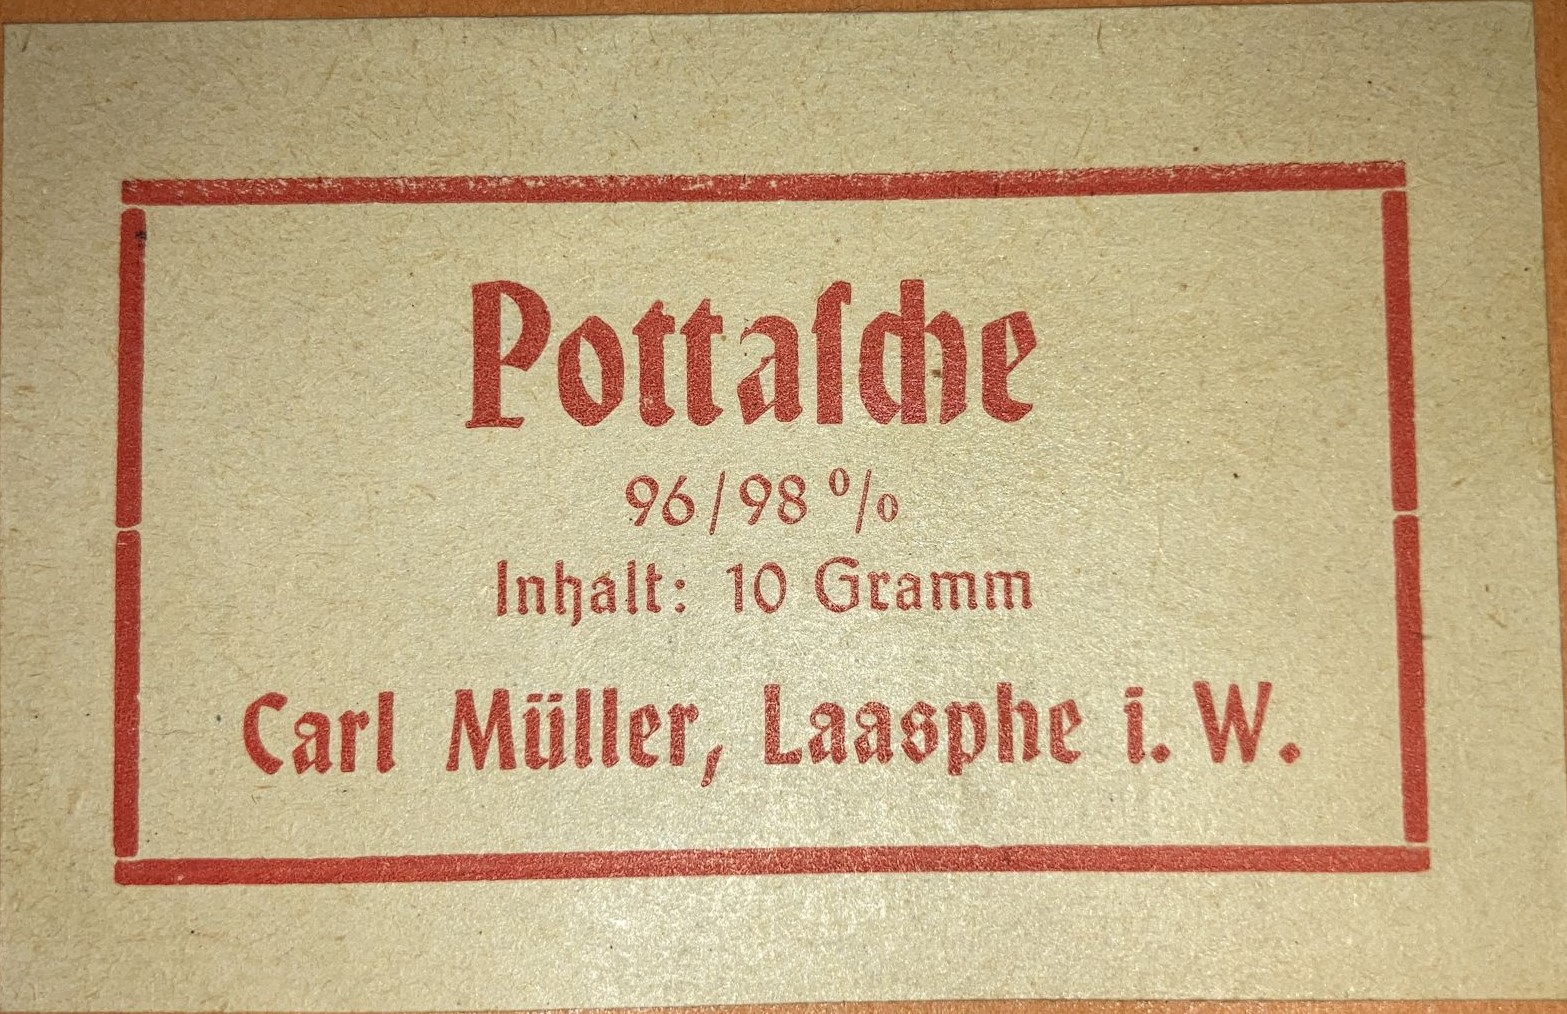 Pottaſche
96/98 %
Inhalt: 10 Gramm
Carl Müller, Laasphe i. W.